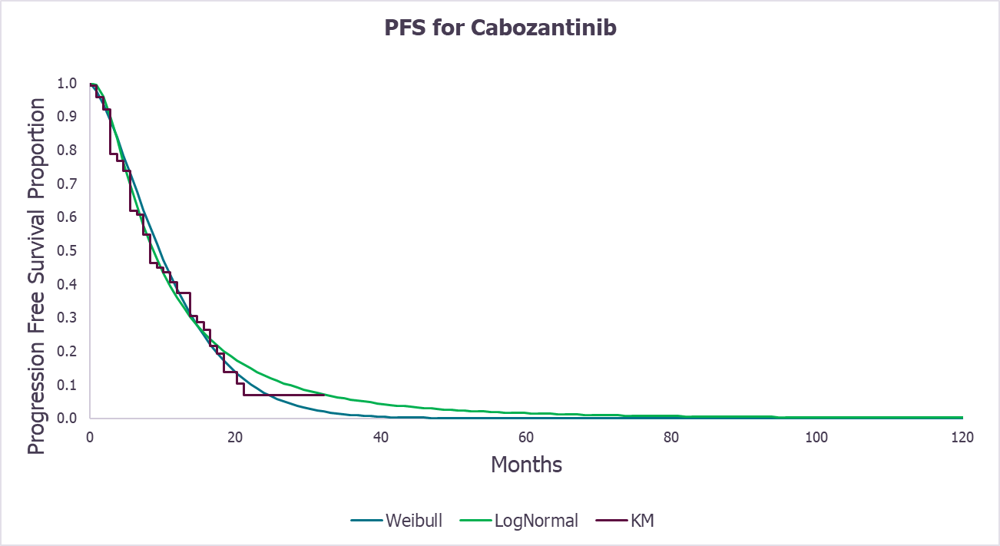 PFS for Cabozantinib
Progression Free Survival Proportion
1.0
0.9
0.8
0.7
0.6
0.5
0.4
0.3
0.2
0.1
0.0
0 20 40 60 80 100 120
Months
Weibull LogNormal KM